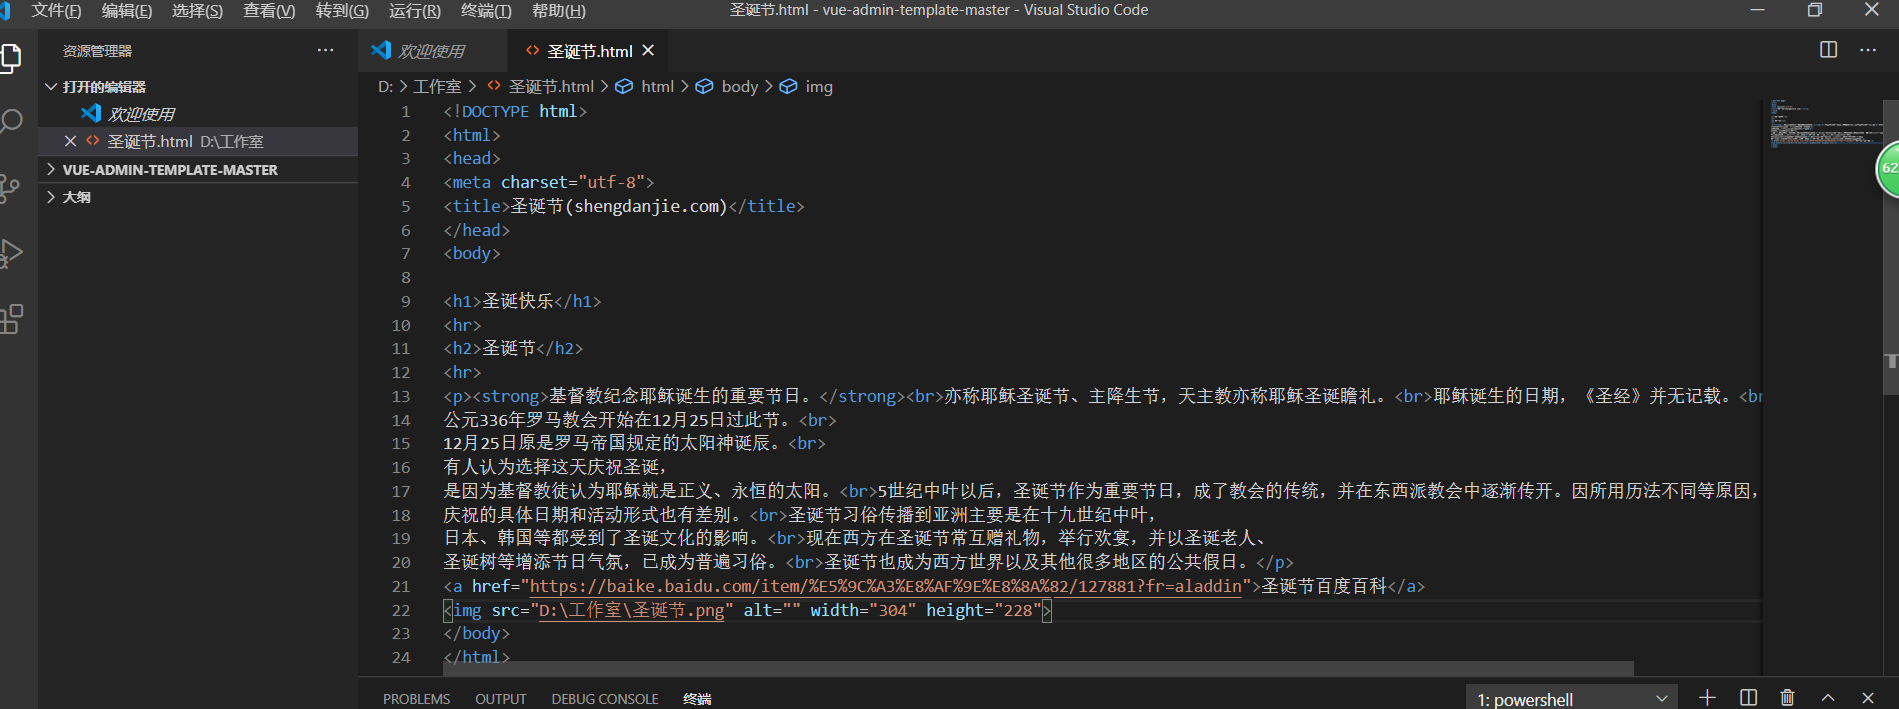 文件(F) 编辑(E) 选择(S) 查看(V) 转到(G) 运行(R) 终端(T) 帮助(H) 圣诞节.html - vue-admin-template-master - Visual Studio Code
资源管理器
打开的编辑器
欢迎使用
圣诞节.html D:\工作室
VUE-ADMIN-TEMPLATE-MASTER
大纲
欢迎使用 圣诞节.html
D: > 工作室 > 圣诞节.html > html > body > img
1 <!DOCTYPE html>
2 <html>
3 <head>
4 <meta charset="utf-8">
5 <title>圣诞节(shengdanjie.com)</title>
6 </head>
7 <body>
8
9 <h1>圣诞快乐</h1>
10 <hr>
11 <h2>圣诞节</h2>
12 <hr>
13 <p><strong>基督教纪念耶稣诞生的重要节日。</strong><br>亦称耶稣圣诞节、主降生节，天主教亦称耶稣圣诞瞻礼。<br>耶稣诞生的日期，《圣经》并无记载。<br
14 公元336年罗马教会开始在12月25日过此节。<br>
15 12月25日原是罗马帝国规定的太阳神诞辰。<br>
16 有人认为选择这天庆祝圣诞，
17 是因为基督教徒认为耶稣就是正义、永恒的太阳。<br>5世纪中叶以后，圣诞节作为重要节日，成了教会的传统，并在东西派教会中逐渐传开。因所用历法不同等原因，
18 庆祝的具体日期和活动形式也有差别。<br>圣诞节习俗传播到亚洲主要是在十九世纪中叶，
19 日本、韩国等都受到了圣诞文化的影响。<br>现在西方在圣诞节常互赠礼物，举行欢宴，并以圣诞老人、
20 圣诞树等增添节日气氛，已成为普遍习俗。<br>圣诞节也成为西方世界以及其他很多地区的公共假日。</p>
21 <a href="https://baike.baidu.com/item/%E5%9C%A3%E8%AF%9E%E8%8A%82/127881?fr=aladdin">圣诞节百度百科</a>
22 <img src="D:\工作室\圣诞节.png" alt="" width="304" height="228">
23 </body>
24 </html>
62
PROBLEMS OUTPUT DEBUG CONSOLE 终端 1: powershell